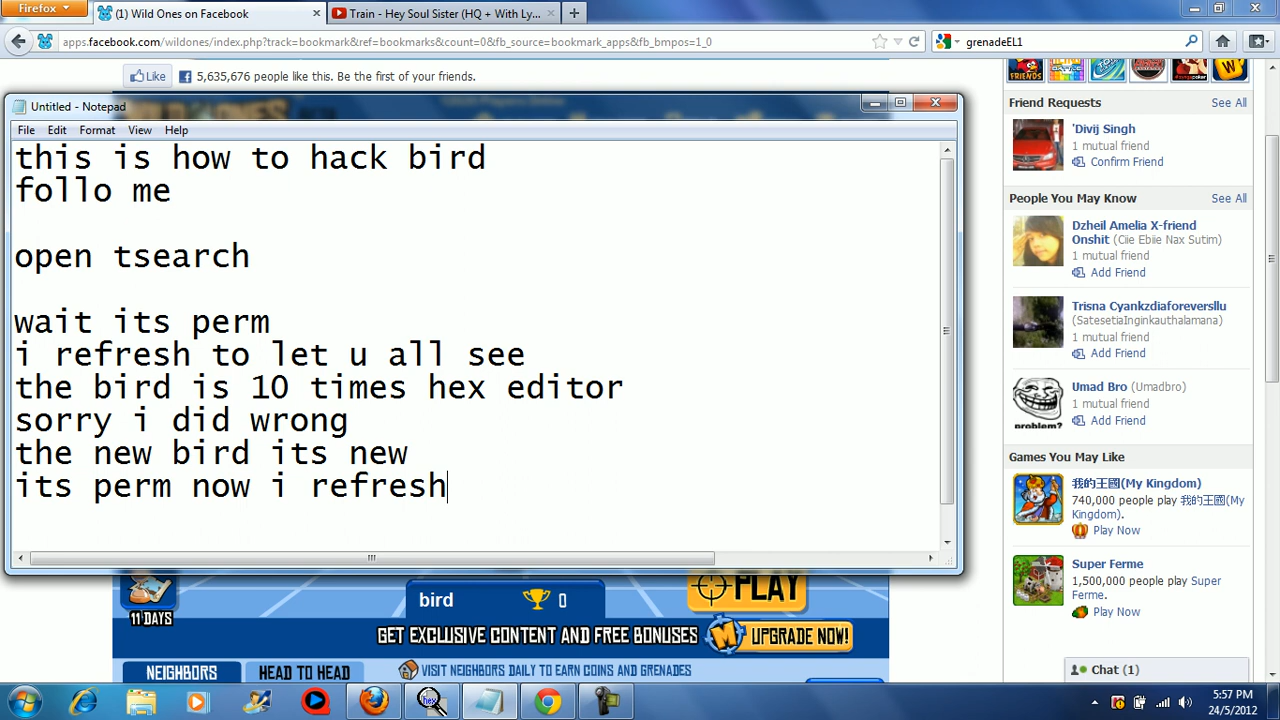 Firefox
(1) Wild Ones on Facebook
Train - Hey Soul Sister (HQ + With Ly...
apps.facebook.com/wildones/index.php?track=bookmark&ref=bookmarks&count=0&fb_source=bookmark_apps&fb_bmpos=1_0
grenadeEL1
Like
5,635,676 people like this. Be the first of your friends.
Untitled - Notepad
File Edit Format View Help
this is how to hack bird
follo me
open tsearch
wait its perm
i refresh to let u all see
the bird is 10 times hex editor
sorry i did wrong
the new bird its new
its perm now i refresh
11 DAYS
bird
0
PLAY
GET EXCLUSIVE CONTENT AND FREE BONUSES
UPGRADE NOW!
NEIGHBORS
HEAD TO HEAD
VISIT NEIGHBORS DAILY TO EARN COINS AND GRENADES
FRIENDS
Friend Requests
See All
'Divij Singh
1 mutual friend
Confirm Friend
People You May Know
See All
Dzheil Amelia X-friend
Onshit (Ciie Ebiie Nax Sutim)
1 mutual friend
Add Friend
Trisna Cyankzdiaforeversllu
(SatesetiaInginkauthalamana)
1 mutual friend
Add Friend
problem?
Umad Bro (Umadbro)
1 mutual friend
Add Friend
Games You May Like
我的王國(My Kingdom)
740,000 people play 我的王國(My
Kingdom).
Play Now
Super Ferme
1,500,000 people play Super
Ferme.
Play Now
Chat (1)
hex
5:57 PM
24/5/2012